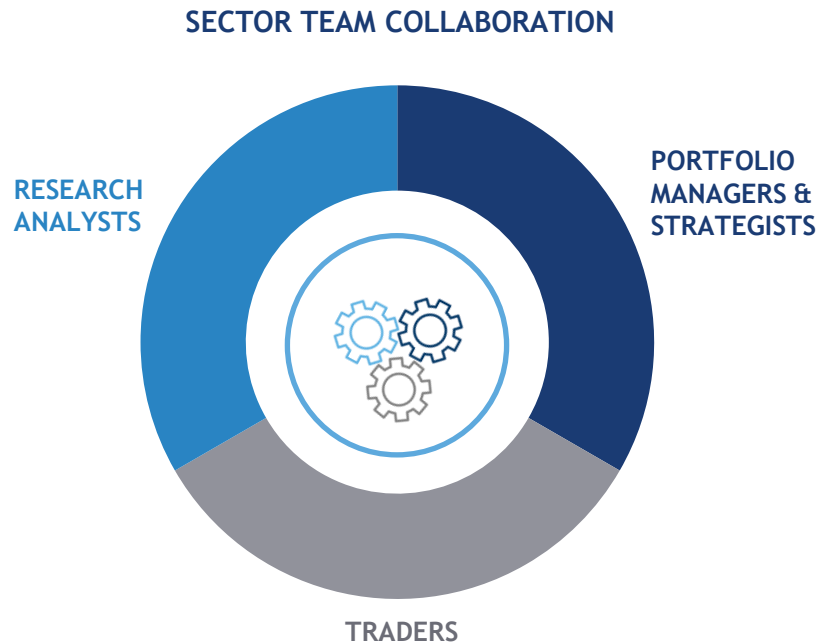 SECTOR TEAM COLLABORATION
RESEARCH
ANALYSTS
PORTFOLIO
MANAGERS &
STRATEGISTS
TRADERS